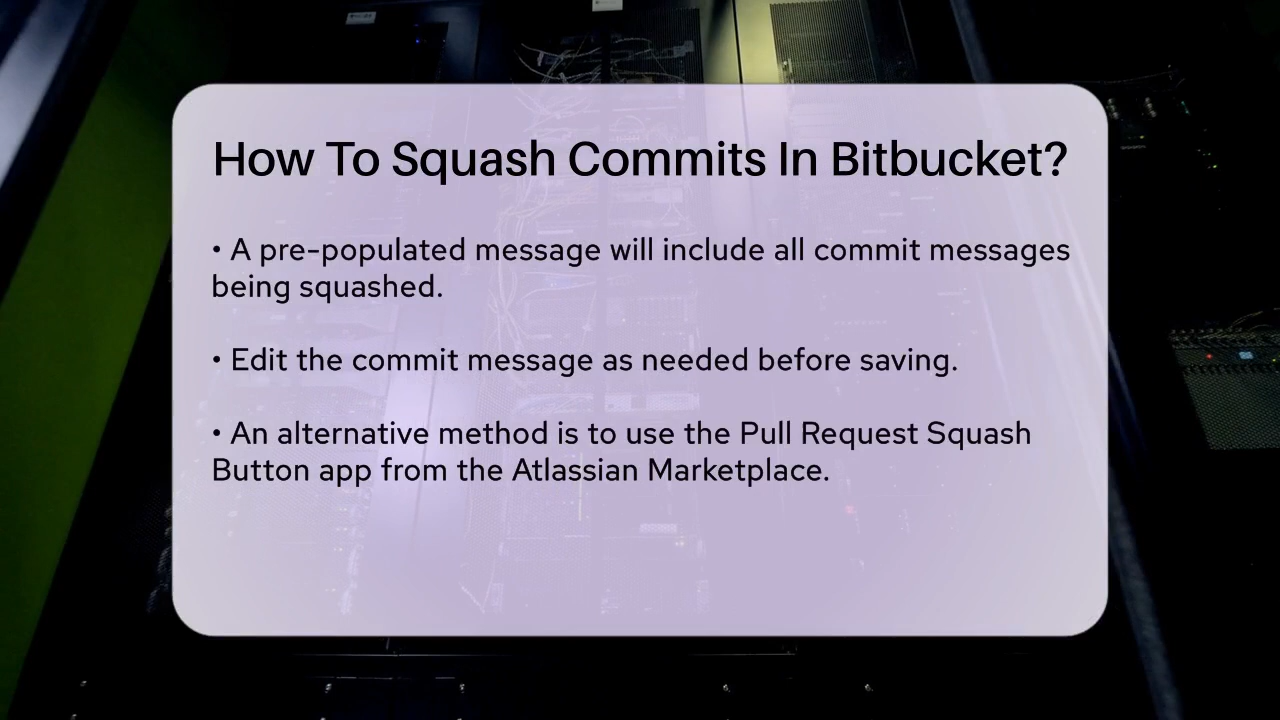 How To Squash Commits In Bitbucket?
• A pre-populated message will include all commit messages
being squashed.
• Edit the commit message as needed before saving.
• An alternative method is to use the Pull Request Squash
Button app from the Atlassian Marketplace.